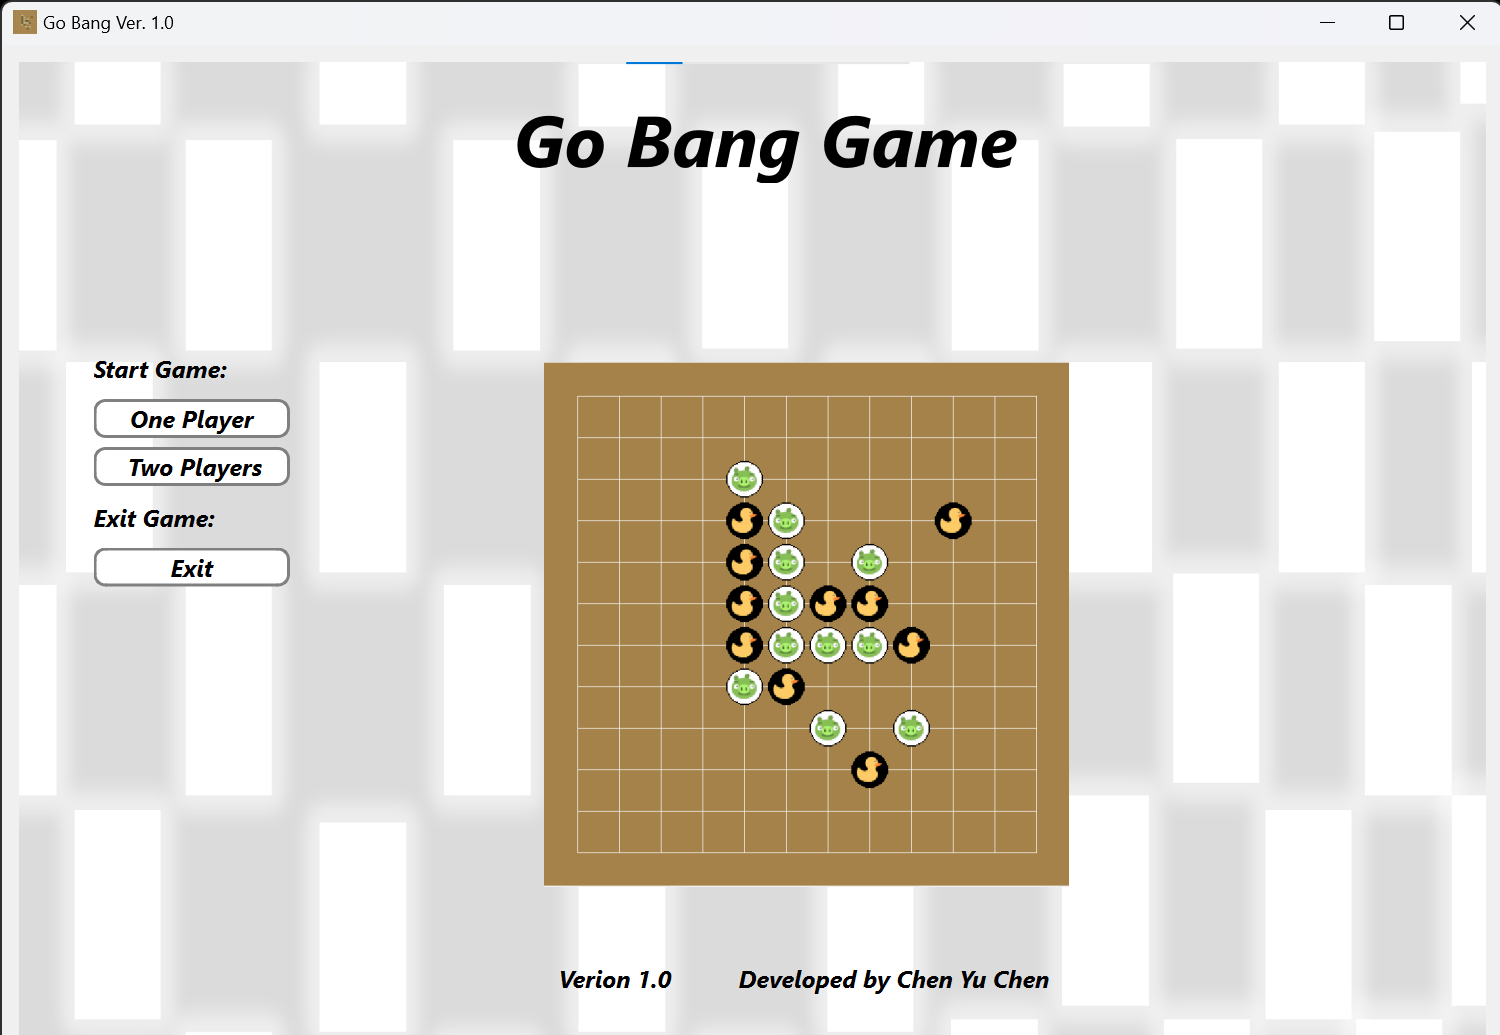 Go Bang Ver. 1.0
Go Bang Game
Start Game:
One Player
Two Players
Exit Game:
Exit
Verion 1.0
Developed by Chen Yu Chen